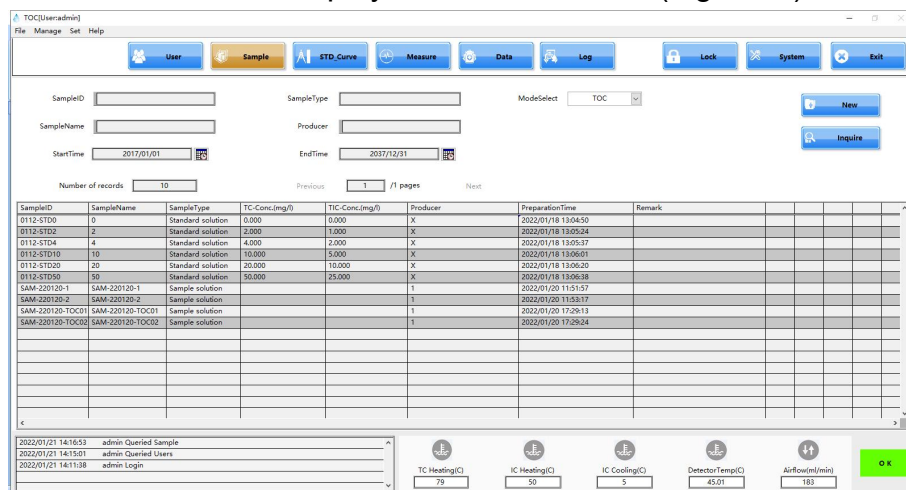 TOC[User:admin]
File Manage Set Help
User Sample STD_Curve Measure Data Log Lock System Exit
SampleID SampleType ModeSelect TOC New
SampleName Producer Inquire
StartTime 2017/01/01 EndTime 2037/12/31
Number of records 10 Previous 1 /1 pages Next
SampleID SampleName SampleType TC-Conc.(mg/l) TIC-Conc.(mg/l) Producer PreparationTime Remark
0112-STD0 0 Standard solution 0.000 0.000 X 2022/01/18 13:04:50
0112-STD2 2 Standard solution 2.000 1.000 X 2022/01/18 13:05:24
0112-STD4 4 Standard solution 4.000 2.000 X 2022/01/18 13:05:37
0112-STD10 10 Standard solution 10.000 5.000 X 2022/01/18 13:06:01
0112-STD20 20 Standard solution 20.000 10.000 X 2022/01/18 13:06:20
0112-STD50 50 Standard solution 50.000 25.000 X 2022/01/18 13:06:38
SAM-220120-1 SAM-220120-1 Sample solution 1 2022/01/20 11:51:57
SAM-220120-2 SAM-220120-2 Sample solution 1 2022/01/20 11:53:17
SAM-220120-TOC01 SAM-220120-TOC01 Sample solution 1 2022/01/20 17:29:13
SAM-220120-TOC02 SAM-220120-TOC02 Sample solution 1 2022/01/20 17:29:24
2022/01/21 14:16:53 admin Queried Sample
2022/01/21 14:15:01 admin Queried Users
2022/01/21 14:11:38 admin Login
TC Heating(C) IC Heating(C) IC Cooling(C) DetectorTemp(C) Airflow(ml/min) OK
79 50 5 45.01 183